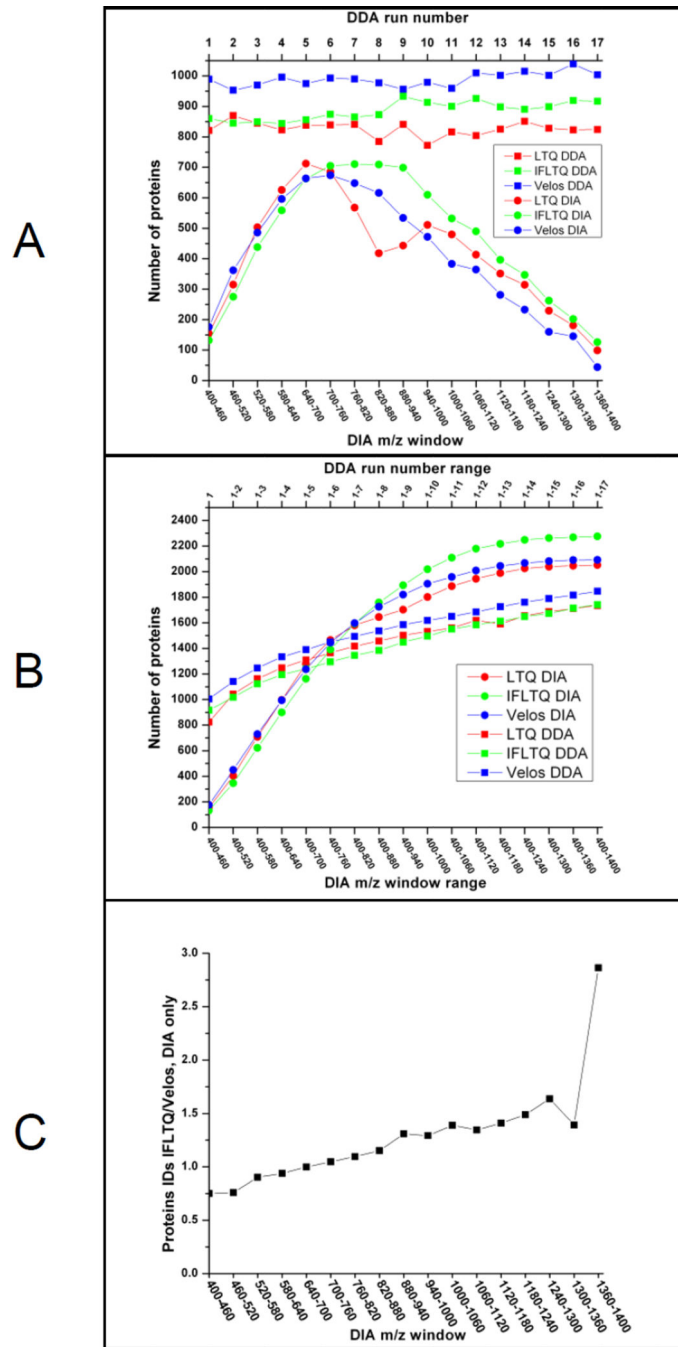 A
DDA run number
1 2 3 4 5 6 7 8 9 10 11 12 13 14 15 16 17
Number of proteins
1000
900
800
700
600
500
400
300
200
100
0
LTQ DDA
IFLTQ DDA
Velos DDA
LTQ DIA
IFLTQ DIA
Velos DIA
400-460 460-520 520-580 580-640 640-700 700-760 760-820 820-880 880-940 940-1000 1000-1060 1060-1120 1120-1180 1180-1240 1240-1300 1300-1360 1360-1400
DIA m/z window
B
DDA run number range
1 1-2 1-3 1-4 1-5 1-6 1-7 1-8 1-9 1-10 1-11 1-12 1-13 1-14 1-15 1-16 1-17
Number of proteins
2400
2200
2000
1800
1600
1400
1200
1000
800
600
400
200
0
LTQ DIA
IFLTQ DIA
Velos DIA
LTQ DDA
IFLTQ DDA
Velos DDA
400-460 400-520 400-580 400-640 400-700 400-760 400-820 400-880 400-940 400-1000 400-1060 400-1120 400-1180 400-1240 400-1300 400-1360 400-1400
DIA m/z window range
C
Proteins IDs IFLTQ/Velos, DIA only
3.0
2.5
2.0
1.5
1.0
0.5
0.0
400-460 460-520 520-580 580-640 640-700 700-760 760-820 820-880 880-940 940-1000 1000-1060 1060-1120 1120-1180 1180-1240 1240-1300 1300-1360 1360-1400
DIA m/z window